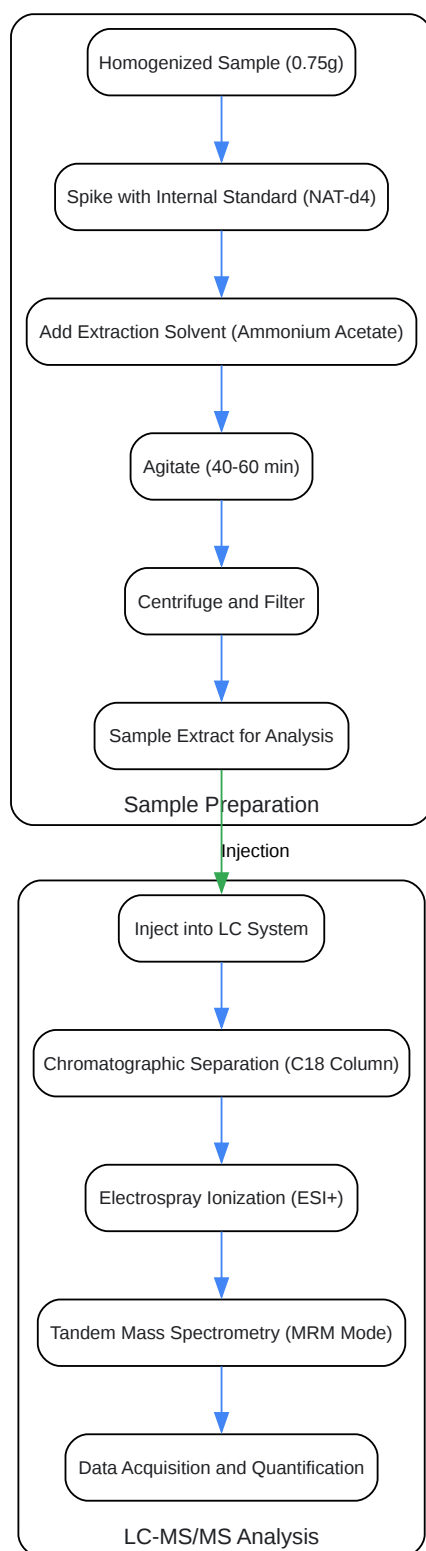 Homogenized Sample (0.75g)
Spike with Internal Standard (NAT-d4)
Add Extraction Solvent (Ammonium Acetate)
Agitate (40-60 min)
Centrifuge and Filter
Sample Extract for Analysis
Sample Preparation
Injection
Inject into LC System
Chromatographic Separation (C18 Column)
Electrospray Ionization (ESI+)
Tandem Mass Spectrometry (MRM Mode)
Data Acquisition and Quantification
LC-MS/MS Analysis